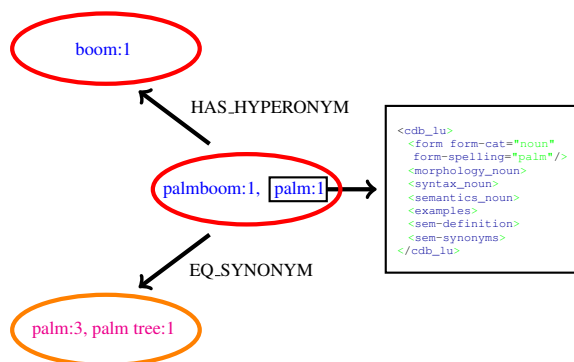 boom:1
HAS_HYPERONYM
palmboom:1, palm:1
<cdb_lu>
<form form-cat="noun"
form-spelling="palm"/>
<morphology_noun>
<syntax_noun>
<semantics_noun>
<examples>
<sem-definition>
<sem-synonyms>
</cdb_lu>
EQ_SYNONYM
palm:3, palm tree:1